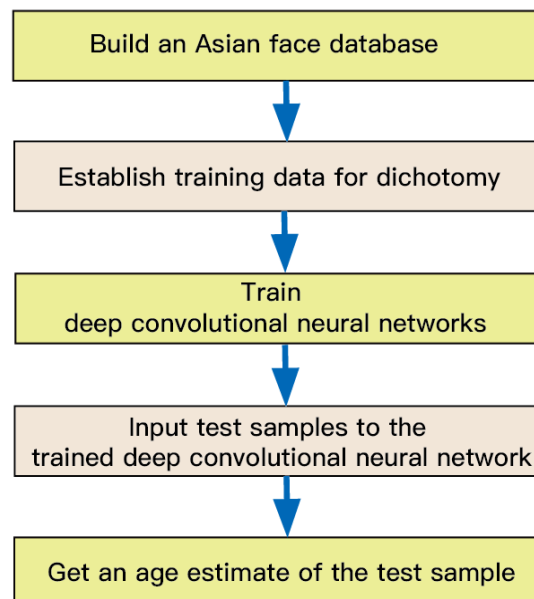 Build an Asian face database
Establish training data for dichotomy
Train
deep convolutional neural networks
Input test samples to the
trained deep convolutional neural network
Get an age estimate of the test sample